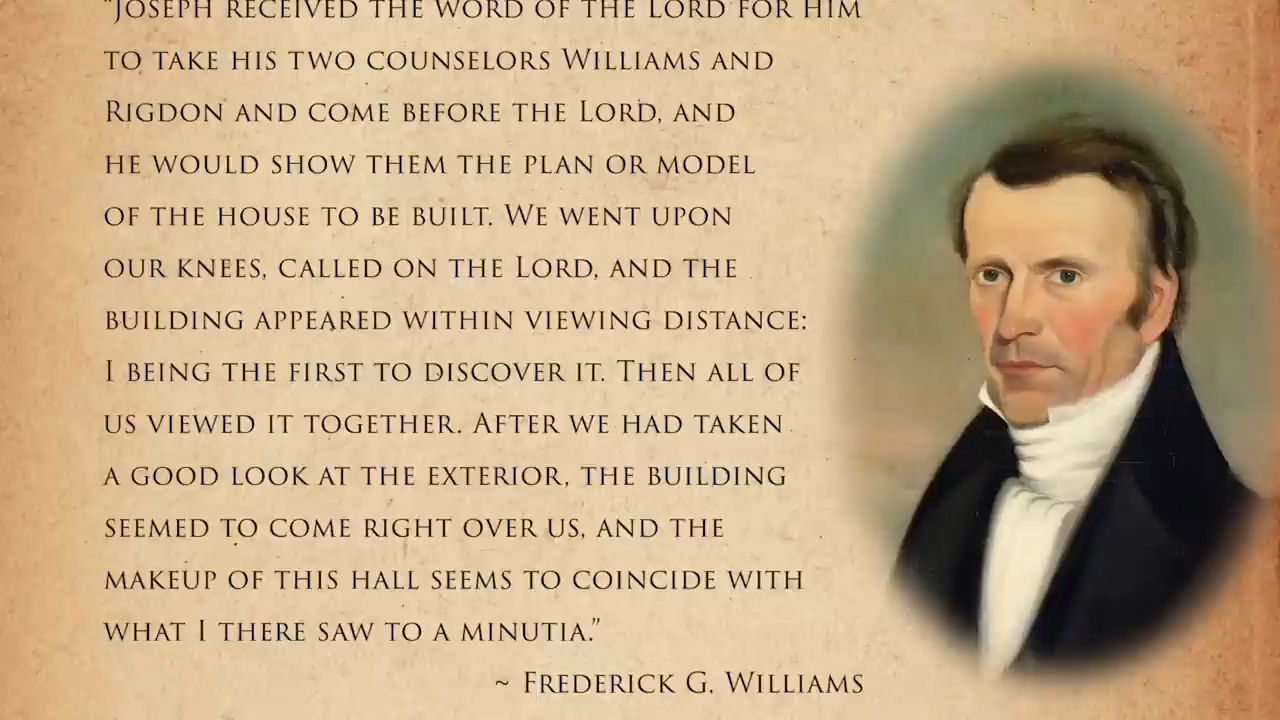 “Joseph received the word of the Lord for him
to take his two counselors Williams and
Rigdon and come before the Lord, and
he would show them the plan or model
of the house to be built. We went upon
our knees, called on the Lord, and the
building appeared within viewing distance:
I being the first to discover it. Then all of
us viewed it together. After we had taken
a good look at the exterior, the building
seemed to come right over us, and the
makeup of this hall seems to coincide with
what I there saw to a minutia.”
~ Frederick G. Williams